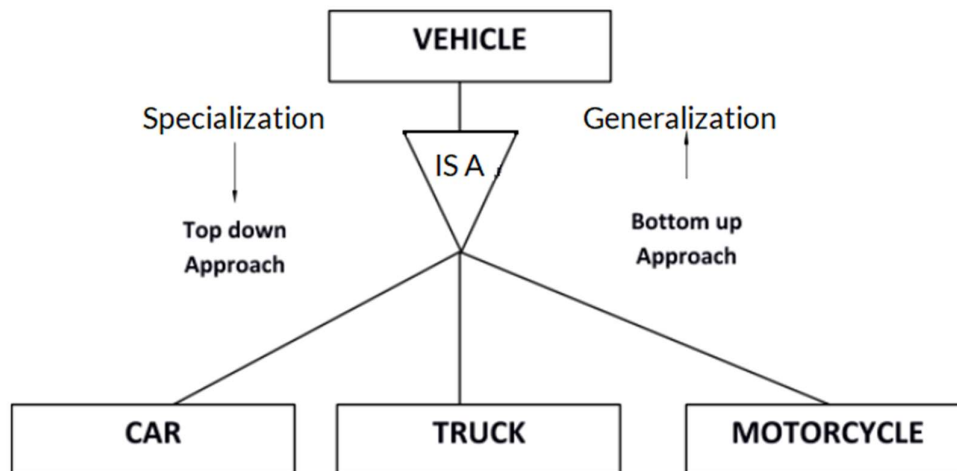 VEHICLE
Specialization
Generalization
IS A
Top down
Approach
Bottom up
Approach
CAR
TRUCK
MOTORCYCLE